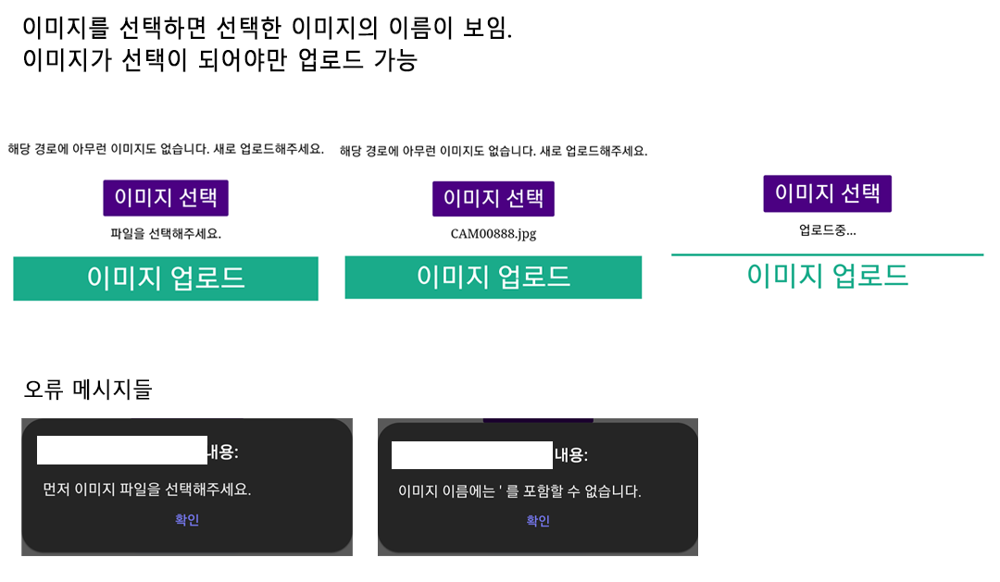 이미지를 선택하면 선택한 이미지의 이름이 보임.
이미지가 선택이 되어야만 업로드 가능
해당 경로에 아무런 이미지도 없습니다. 새로 업로드해주세요.
이미지 선택
파일을 선택해주세요.
이미지 업로드
해당 경로에 아무런 이미지도 없습니다. 새로 업로드해주세요.
이미지 선택
CAM00888.jpg
이미지 업로드
이미지 선택
업로드중...
이미지 업로드
오류 메시지들
내용:
먼저 이미지 파일을 선택해주세요.
확인
내용:
이미지 이름에는 ' 를 포함할 수 없습니다.
확인